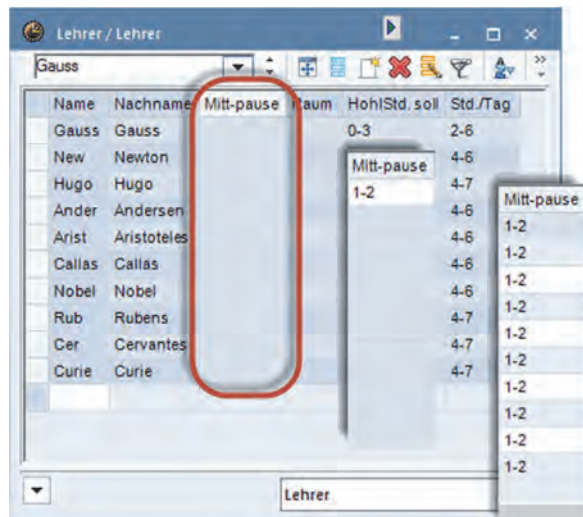 Lehrer / Lehrer
Gauss
Name Nachname Mitt-pause Raum HohlStd. soll Std./Tag
Gauss Gauss 0-3 2-6
New Newton 4-6
Hugo Hugo 4-7
Ander Andersen 4-6
Arist Aristoteles 4-6
Callas Callas 4-6
Nobel Nobel 4-6
Rub Rubens 4-7
Cer Cervantes 4-7
Curie Curie 4-7
Mitt-pause
1-2
Mitt-pause
1-2
1-2
1-2
1-2
1-2
1-2
1-2
1-2
1-2
1-2
Lehrer